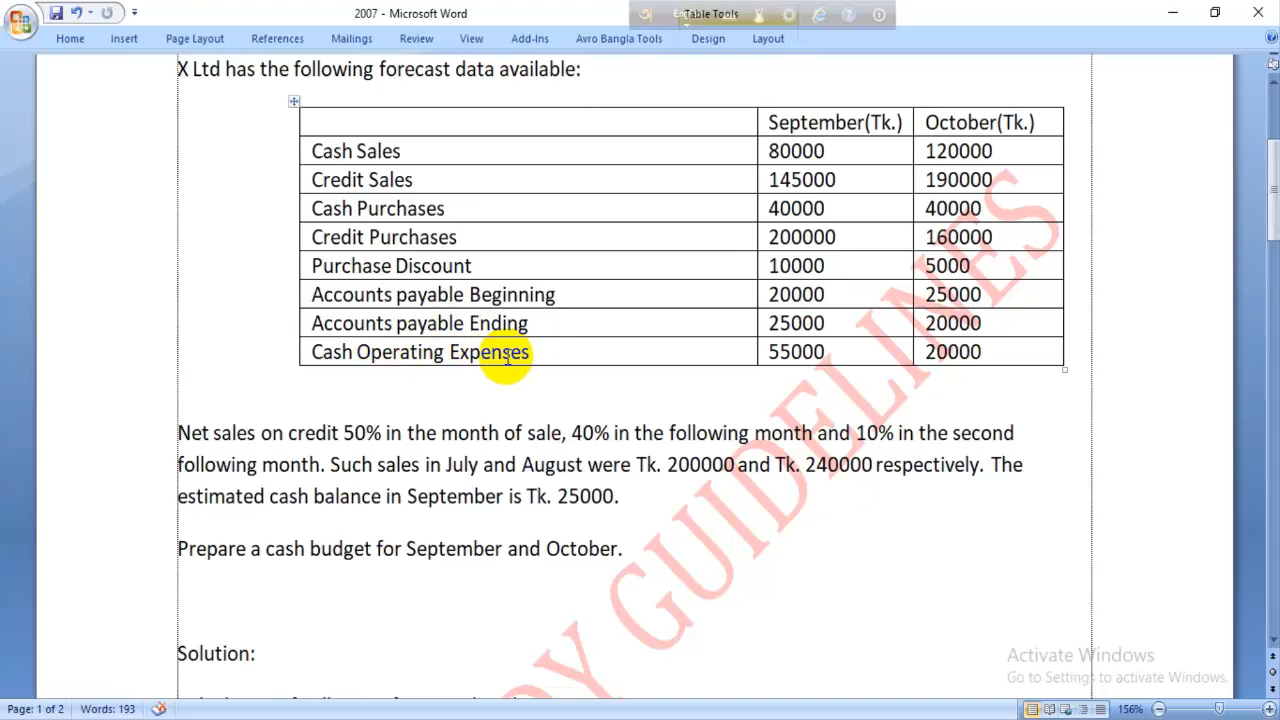 2007 - Microsoft Word
Table Tools
Home Insert Page Layout References Mailings Review View Add-Ins Avro Bangla Tools Design Layout
X Ltd has the following forecast data available:
September(Tk.) October(Tk.)
Cash Sales 80000 120000
Credit Sales 145000 190000
Cash Purchases 40000 40000
Credit Purchases 200000 160000
Purchase Discount 10000 5000
Accounts payable Beginning 20000 25000
Accounts payable Ending 25000 20000
Cash Operating Expenses 55000 20000
Net sales on credit 50% in the month of sale, 40% in the following month and 10% in the second
following month. Such sales in July and August were Tk. 200000 and Tk. 240000 respectively. The
estimated cash balance in September is Tk. 25000.
Prepare a cash budget for September and October.
Solution:
DY GUIDELINES
Activate Windows
Go to Settings to activate Windows.
Page: 1 of 2 Words: 193 156%